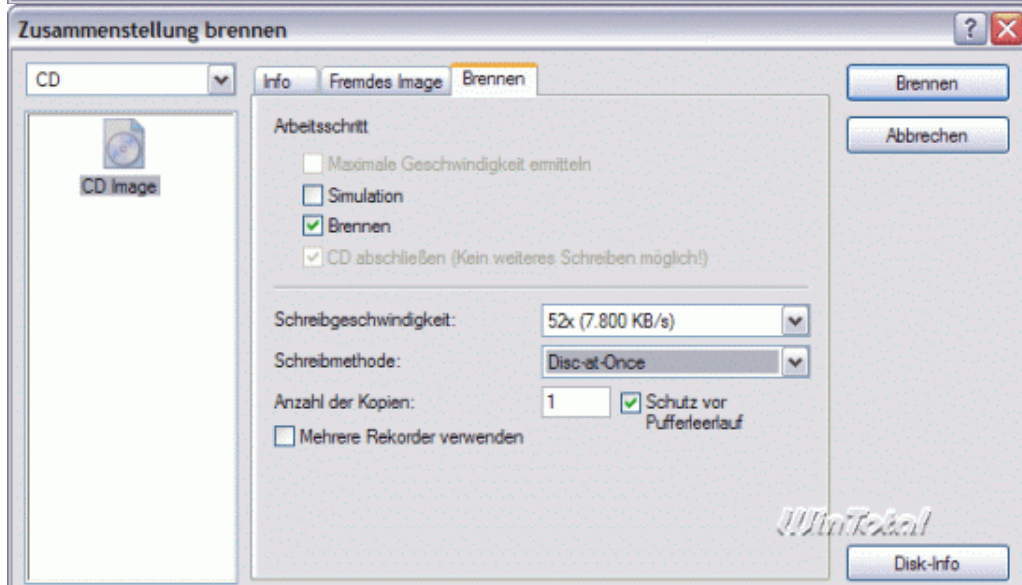 Zusammenstellung brennen
CD
Info Fremdes Image Brennen
Brennen
Abbrechen
CD Image
Arbeitsschritt
Maximale Geschwindigkeit ermitteln
Simulation
Brennen
CD abschließen (Kein weiteres Schreiben möglich!)
Schreibgeschwindigkeit: 52x (7.800 KB/s)
Schreibmethode: Disc-at-Once
Anzahl der Kopien: 1 Schutz vor
Pufferleerlauf
Mehrere Rekorder verwenden
WinTotal
Disk-Info